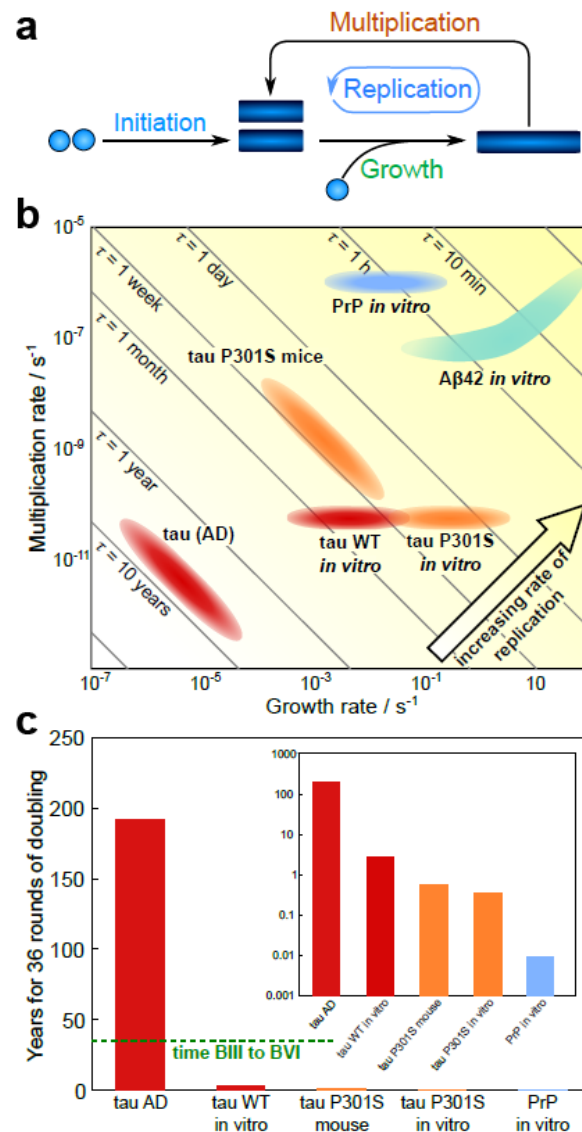 a
Multiplication
Replication
Initiation
Growth
b
Multiplication rate / s⁻¹
10⁻⁵
10⁻⁷
10⁻⁹
10⁻¹¹
τ = 1 week
τ = 1 day
τ = 1 h
τ = 10 min
τ = 1 month
τ = 1 year
τ = 10 years
PrP in vitro
Aβ42 in vitro
tau P301S mice
tau (AD)
tau WT
in vitro
tau P301S
in vitro
increasing rate of
replication
10⁻⁷
10⁻⁵
10⁻³
10⁻¹
10
Growth rate / s⁻¹
c
Years for 36 rounds of doubling
250
200
150
100
50
0
time BIII to BVI
1000
100
10
1
0.1
0.01
0.001
tau AD
tau WT in vitro
tau P301S mouse
tau P301S in vitro
PrP in vitro
tau AD
tau WT
in vitro
tau P301S
mouse
tau P301S
in vitro
PrP
in vitro